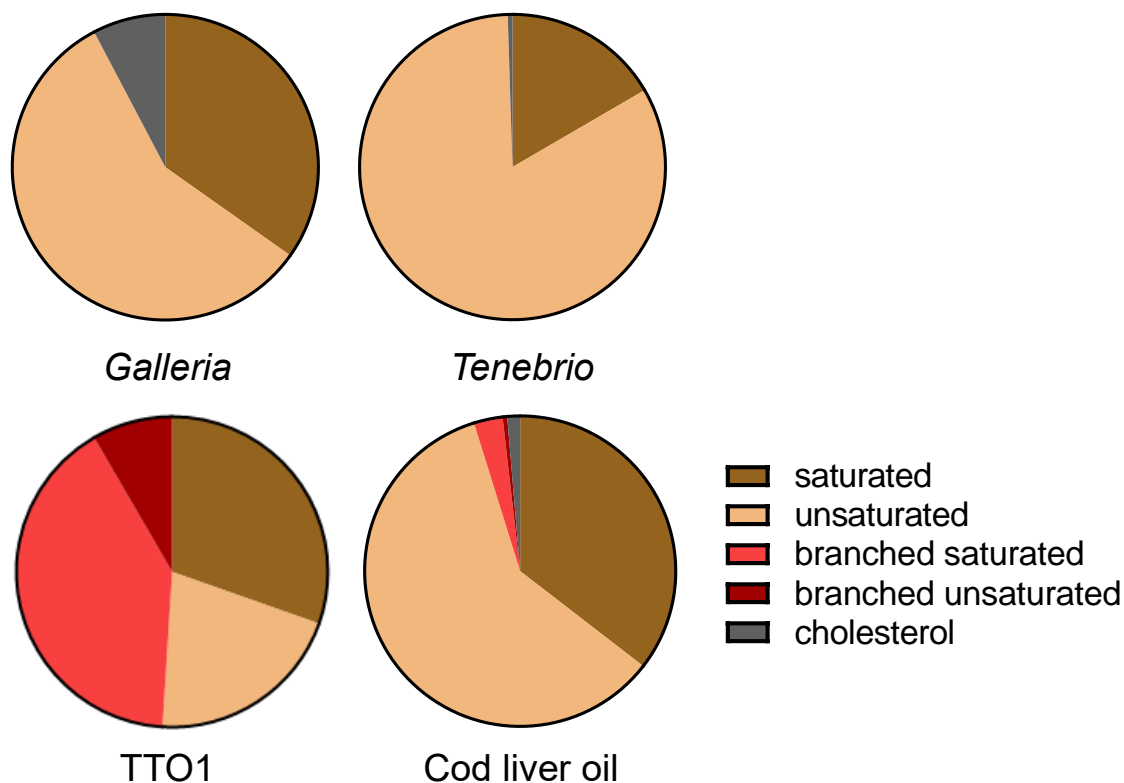 Galleria
Tenebrio
TTO1
Cod liver oil
saturated
unsaturated
branched saturated
branched unsaturated
cholesterol